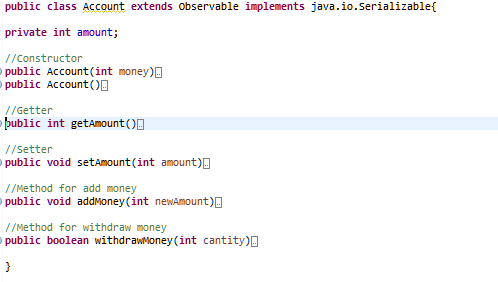 public class Account extends Observable implements java.io.Serializable{
private int amount;
//Constructor
public Account(int money)
public Account()
//Getter
public int getAmount()
//Setter
public void setAmount(int amount)
//Method for add money
public void addMoney(int newAmount)
//Method for withdraw money
public boolean withdrawMoney(int cantity)
}